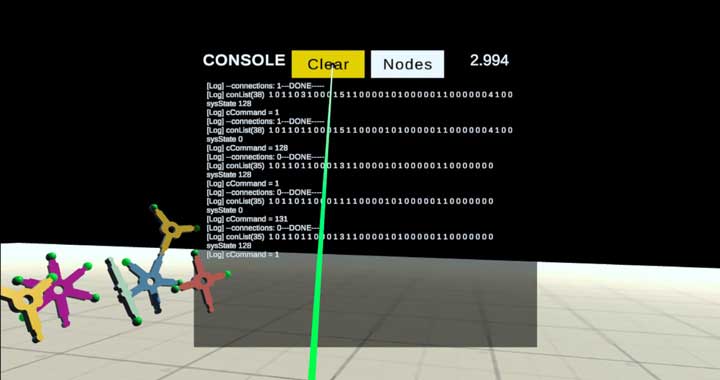 CONSOLE Clear Nodes 2.994
[Log] --connections: 1---DONE-----
[Log] conList(38) 1 0 1 1 0 3 1 0 0 0 1 5 1 1 0 0 0 0 1 0 1 0 0 0 0 0 1 1 0 0 0 0 0 0 4 1 0 0
sysState 128
[Log] cCommand = 1
[Log] --connections: 1---DONE-----
[Log] conList(38) 1 0 1 1 0 1 1 0 0 0 1 5 1 1 0 0 0 0 1 0 1 0 0 0 0 0 1 1 0 0 0 0 0 0 4 1 0 0
sysState 0
[Log] cCommand = 128
[Log] --connections: 0---DONE-----
[Log] conList(35) 1 0 1 1 0 1 1 0 0 0 1 3 1 1 0 0 0 0 1 0 1 0 0 0 0 0 1 1 0 0 0 0 0 0 0
sysState 128
[Log] cCommand = 1
[Log] --connections: 0---DONE-----
[Log] conList(35) 1 0 1 1 0 1 1 0 0 0 1 1 1 1 0 0 0 0 1 0 1 0 0 0 0 0 1 1 0 0 0 0 0 0 0
sysState 0
[Log] cCommand = 131
[Log] --connections: 0---DONE-----
[Log] conList(35) 1 0 1 1 0 1 1 0 0 0 1 3 1 1 0 0 0 0 1 0 1 0 0 0 0 0 1 1 0 0 0 0 0 0 0
sysState 128
[Log] cCommand = 1